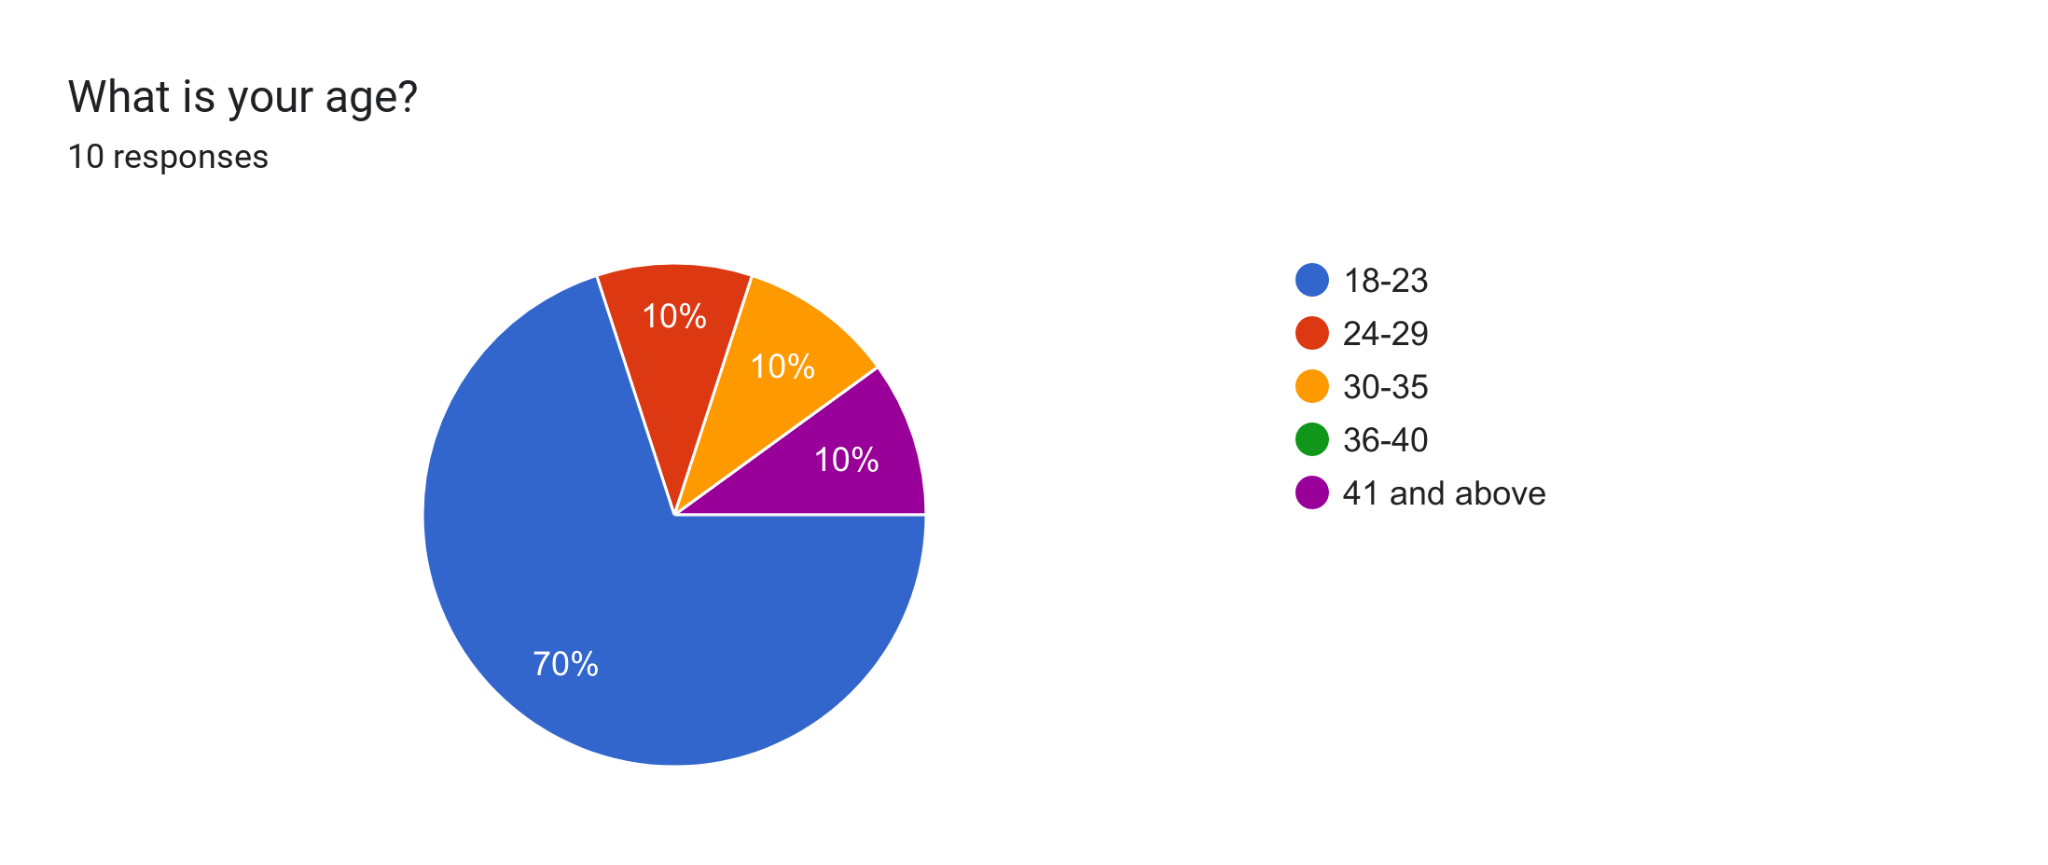 What is your age?
10 responses
10%
10%
10%
70%
18-23
24-29
30-35
36-40
41 and above